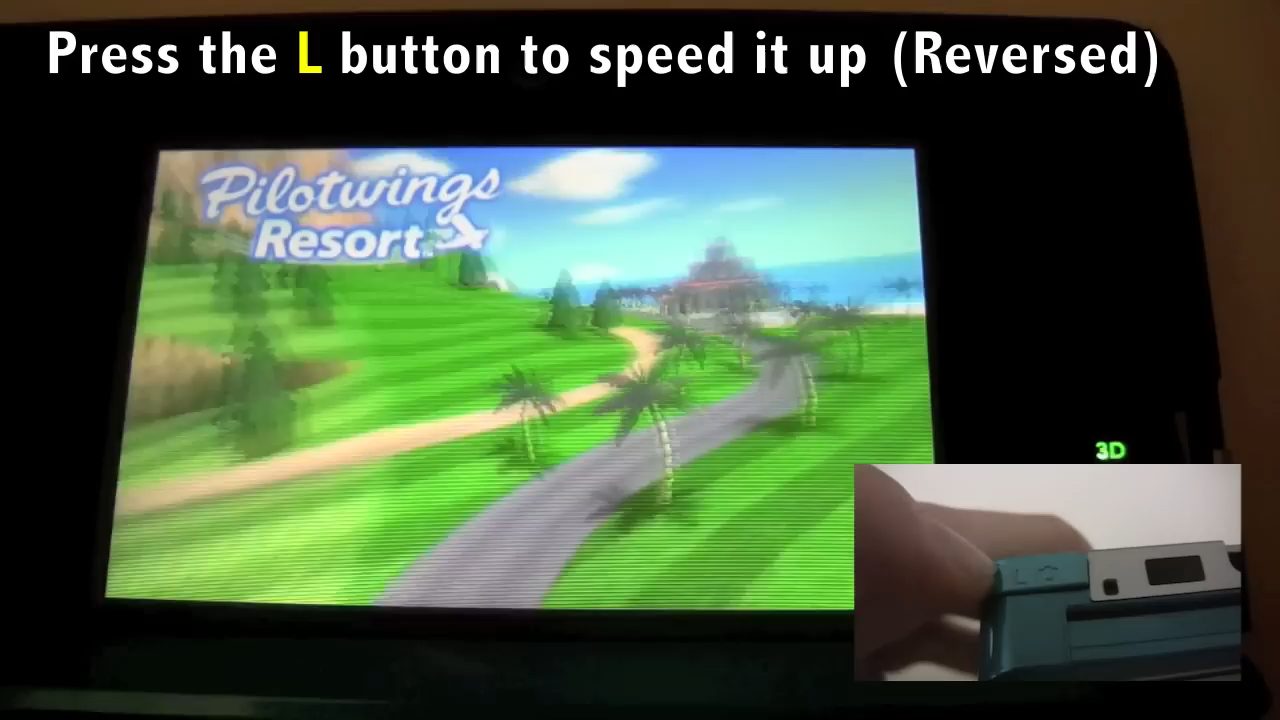 Press the L button to speed it up (Reversed)
Pilotwings
Resort
3D
L